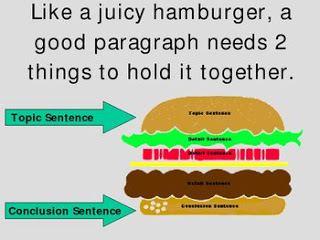 Like a juicy hamburger, a
good paragraph needs 2
things to hold it together.
Topic Sentence
Topic Sentence
Detail Sentence
Detail Sentence
Detail Sentence
Conclusion Sentence
Conclusion Sentence